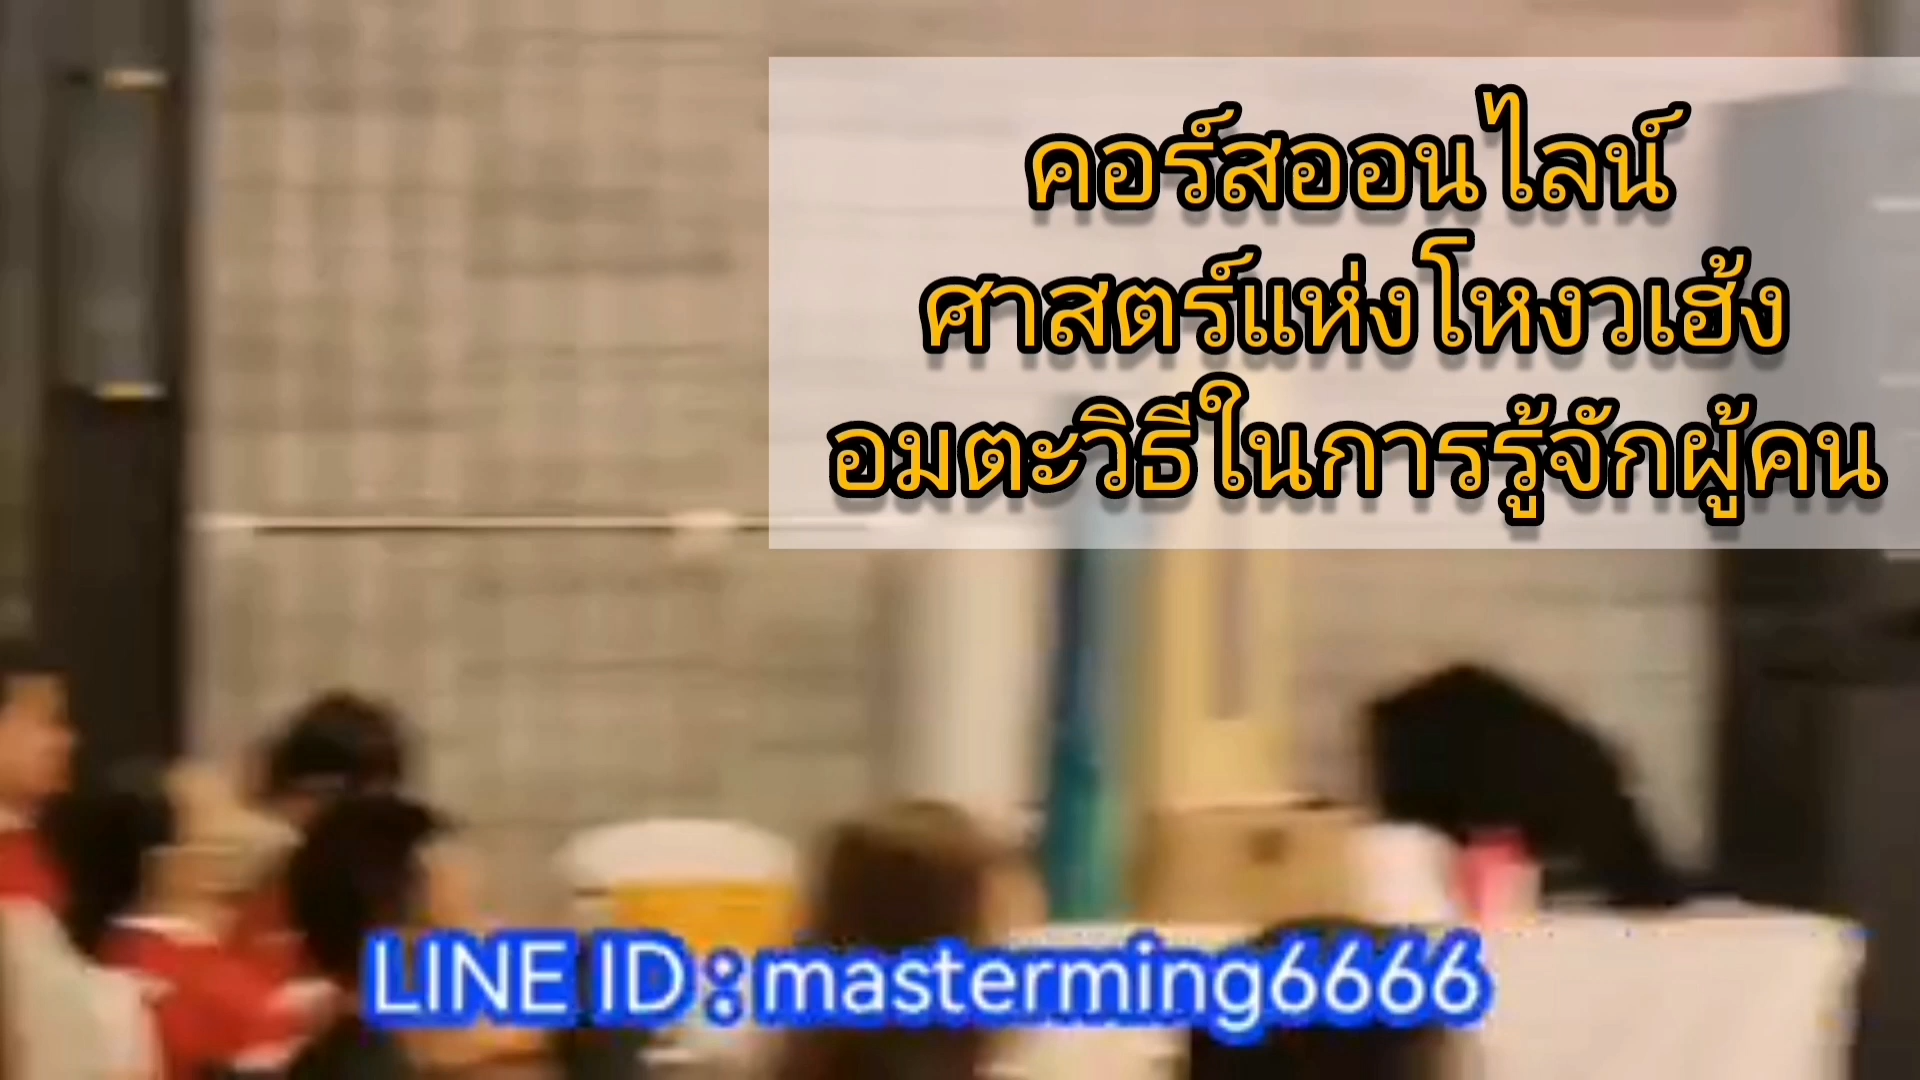 คอร์สออนไลน์
ศาสตร์แห่งโหงวเฮ้ง
อมตะวิธีในการรู้จักผู้คน
LINE ID : masterming6666